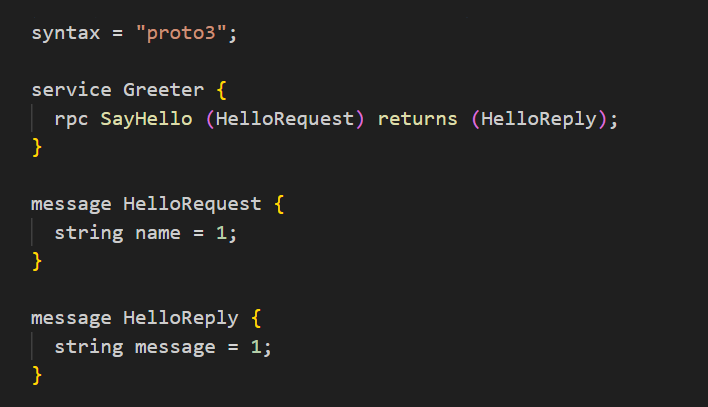 syntax = "proto3";
service Greeter {
  rpc SayHello (HelloRequest) returns (HelloReply);
}
message HelloRequest {
  string name = 1;
}
message HelloReply {
  string message = 1;
}